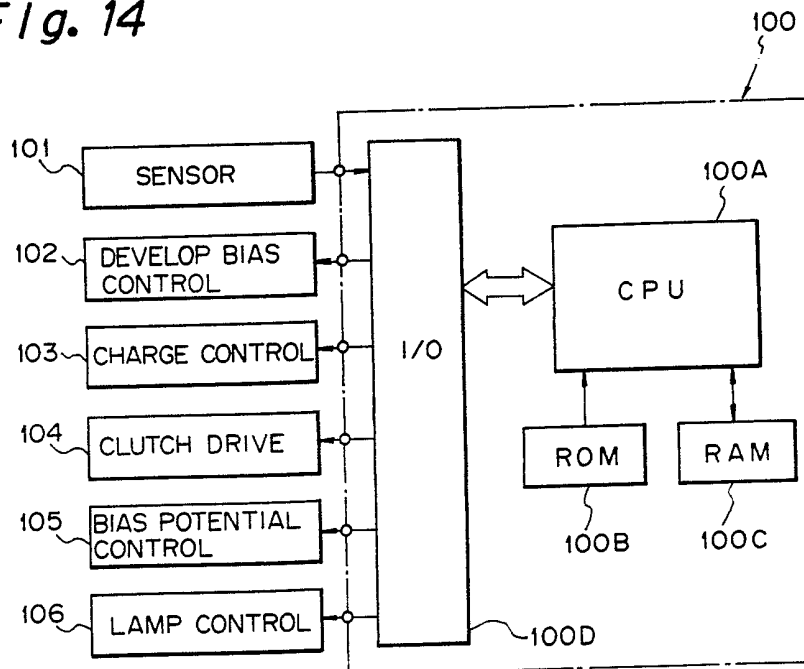 Fig. 14
100
101
SENSOR
102
DEVELOP BIAS
CONTROL
103
CHARGE CONTROL
104
CLUTCH DRIVE
105
BIAS POTENTIAL
CONTROL
106
LAMP CONTROL
I/O
100D
100A
CPU
ROM
100B
RAM
100C